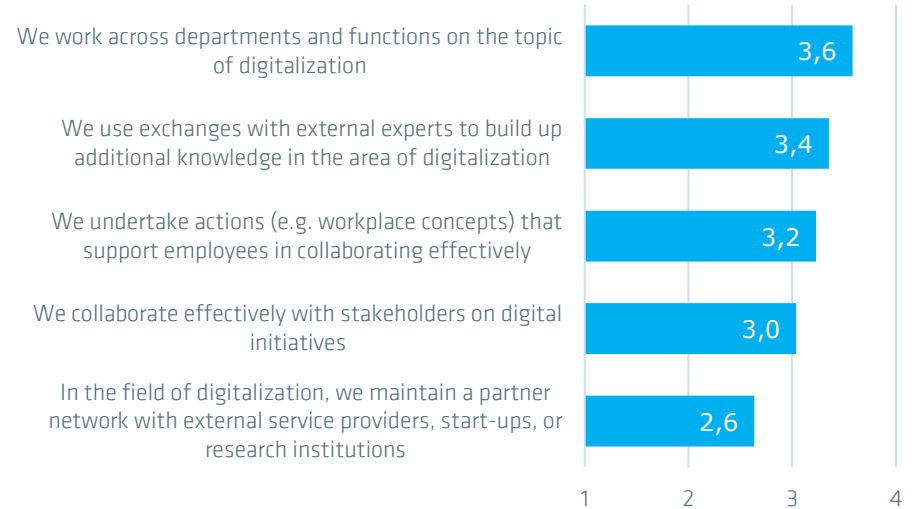 We work across departments and functions on the topic
of digitalization
3,6
We use exchanges with external experts to build up
additional knowledge in the area of digitalization
3,4
We undertake actions (e.g. workplace concepts) that
support employees in collaborating effectively
3,2
We collaborate effectively with stakeholders on digital
initiatives
3,0
In the field of digitalization, we maintain a partner
network with external service providers, start-ups, or
research institutions
2,6
1 2 3 4